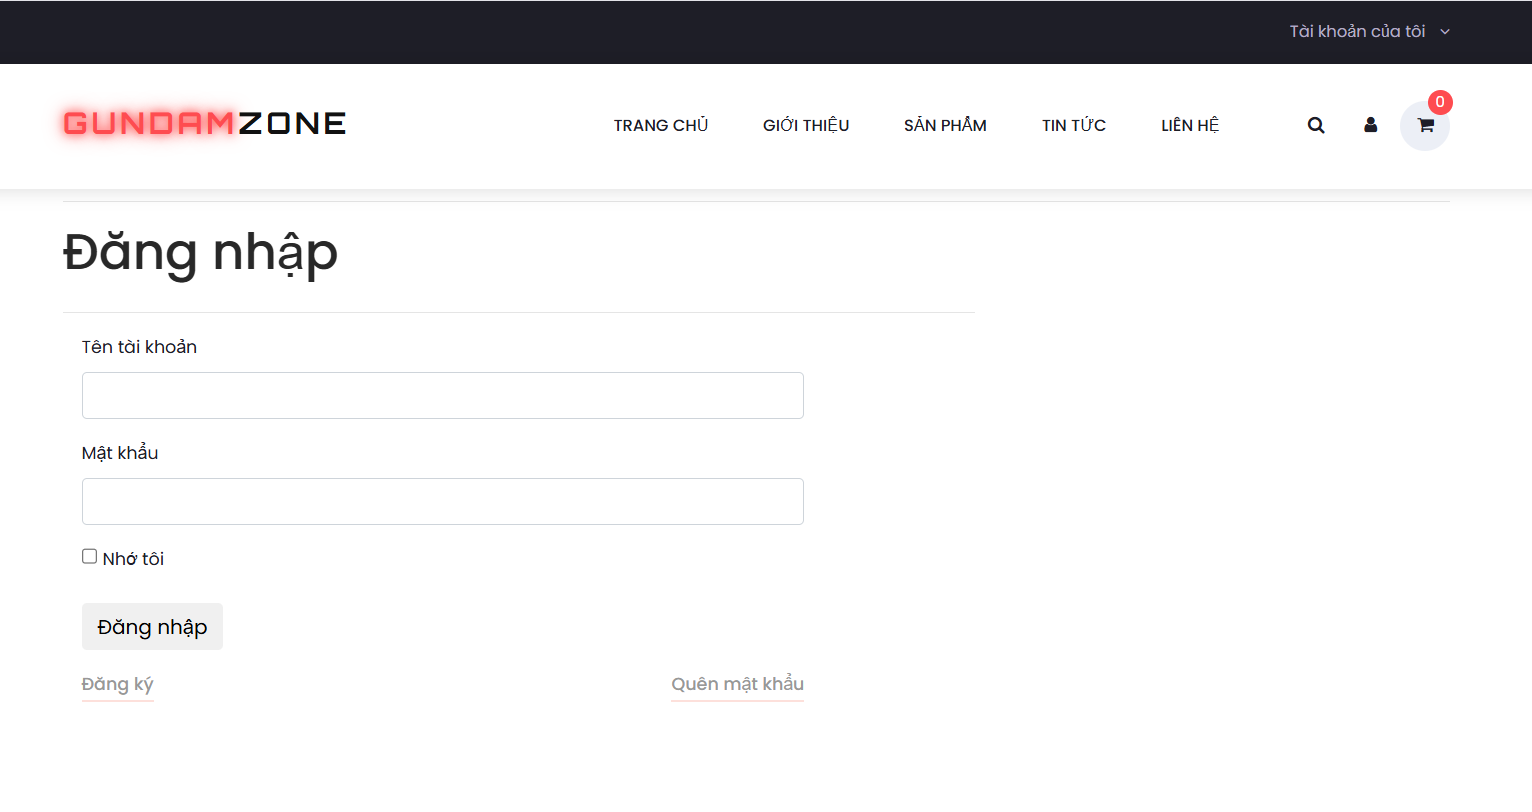 Tài khoản của tôi
GUNDAMZONE
TRANG CHỦ GIỚI THIỆU SẢN PHẨM TIN TỨC LIÊN HỆ 0
Đăng nhập
Tên tài khoản
Mật khẩu
Nhớ tôi
Đăng nhập
Đăng ký Quên mật khẩu